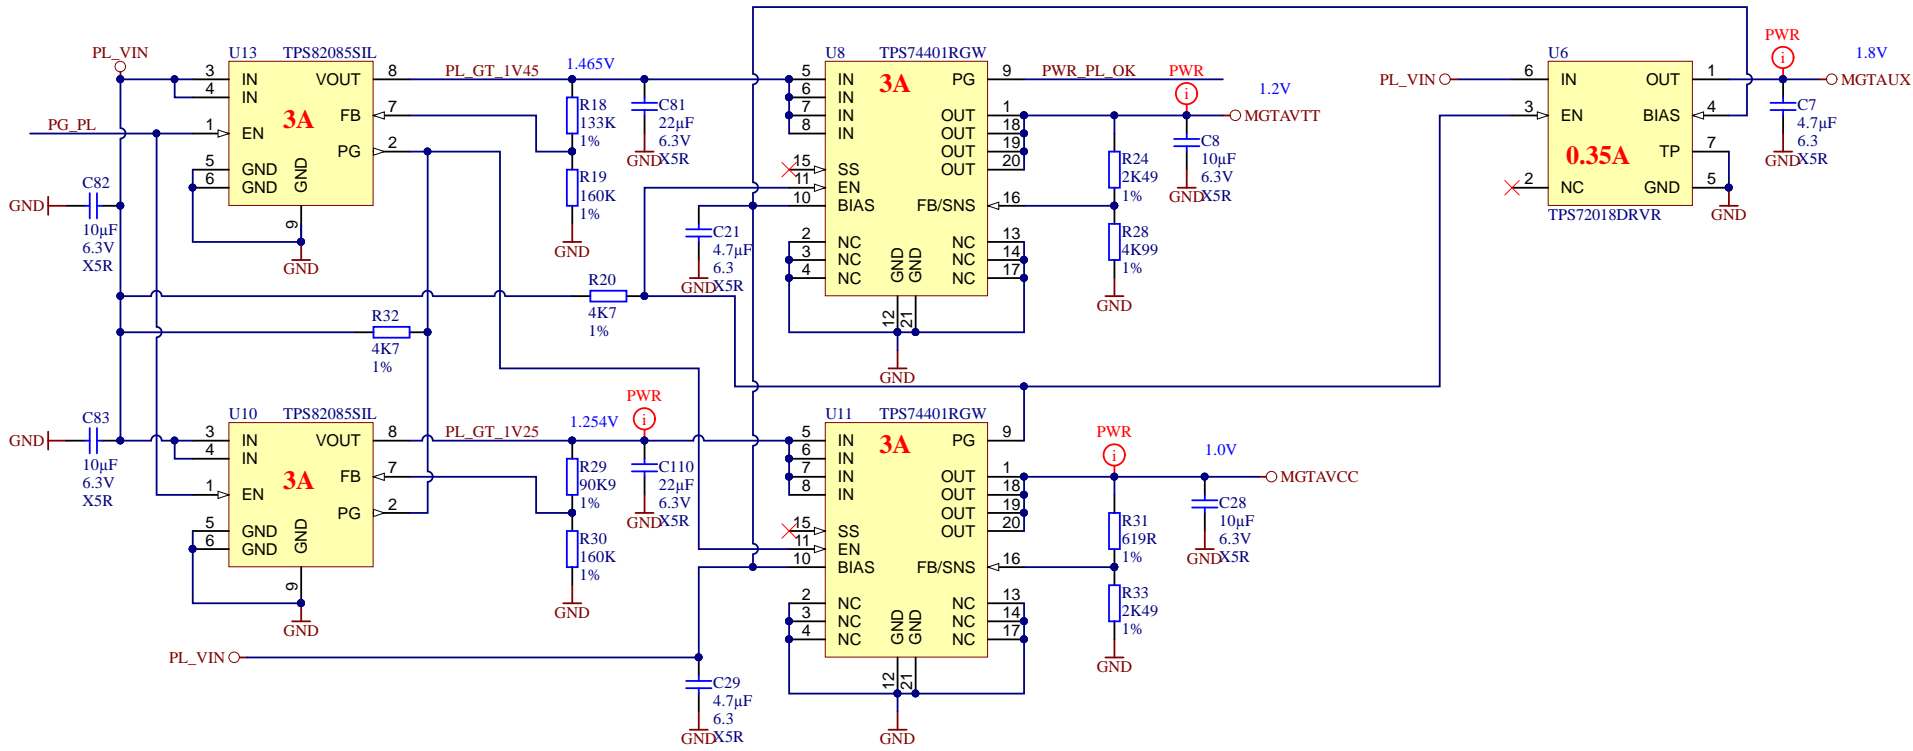 PL_VIN
PG_PL
U13 TPS82085SIL
3 IN VOUT 8
4 IN
3A
FB 7
1 EN
PG 2
5 GND
6 GND
GND
9
GND
C82
10µF
6.3V
X5R
GND
PL_GT_1V45
1.465V
R18
133K
1%
R19
160K
1%
GND
C81
22µF
6.3V
X5R
GND
R20
4K7
1%
R32
4K7
1%
U8 TPS74401RGW
5 IN PG 9
3A
6 IN
7 IN OUT 1
8 IN OUT 18
OUT 19
15 SS OUT 20
11 EN
10 BIAS FB/SNS 16
2 NC NC 13
3 NC NC 14
4 NC NC 17
GND GND
12 21
GND
C21
4.7µF
6.3
X5R
GND
PWR_PL_OK
PWR
i
1.2V
MGTAVTT
C8
10µF
6.3V
X5R
GND
R24
2K49
1%
R28
4K99
1%
GND
U6
PL_VIN
6 IN OUT 1
3 EN BIAS 4
0.35A
TP 7
2 NC GND 5
TPS72018DRVR
GND
PWR
i
1.8V
MGTAUX
C7
4.7µF
6.3
X5R
GND
C83
10µF
6.3V
X5R
GND
U10 TPS82085SIL
3 IN VOUT 8
4 IN
3A
FB 7
1 EN
PG 2
5 GND
6 GND
GND
9
GND
PL_GT_1V25
1.254V
PWR
i
R29
90K9
1%
R30
160K
1%
GND
C110
22µF
6.3V
X5R
GND
PL_VIN
C29
4.7µF
6.3
X5R
GND
U11 TPS74401RGW
5 IN PG 9
3A
6 IN
7 IN OUT 1
8 IN OUT 18
OUT 19
15 SS OUT 20
11 EN
10 BIAS FB/SNS 16
2 NC NC 13
3 NC NC 14
4 NC NC 17
GND GND
12 21
GND
PWR
i
1.0V
MGTAVCC
C28
10µF
6.3V
X5R
GND
R31
619R
1%
R33
2K49
1%
GND